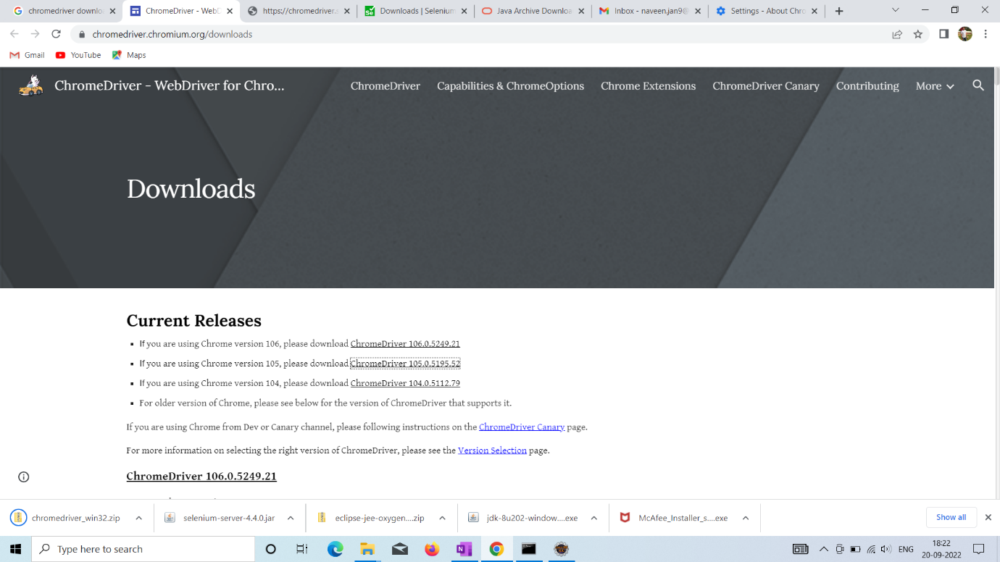 chromedriver downlo
ChromeDriver - WebD
https://chromedriver.s
Downloads | Selenium
Java Archive Downloa
Inbox - naveen.jan9@
Settings - About Chro
chromedriver.chromium.org/downloads
Gmail
YouTube
Maps
ChromeDriver - WebDriver for Chro...
ChromeDriver
Capabilities & ChromeOptions
Chrome Extensions
ChromeDriver Canary
Contributing
More
Downloads
Current Releases
If you are using Chrome version 106, please download ChromeDriver 106.0.5249.21
If you are using Chrome version 105, please download ChromeDriver 105.0.5195.52
If you are using Chrome version 104, please download ChromeDriver 104.0.5112.79
For older version of Chrome, please see below for the version of ChromeDriver that supports it.
If you are using Chrome from Dev or Canary channel, please following instructions on the ChromeDriver Canary page.
For more information on selecting the right version of ChromeDriver, please see the Version Selection page.
ChromeDriver 106.0.5249.21
chromedriver_win32.zip
selenium-server-4.4.0.jar
eclipse-jee-oxygen....zip
jdk-8u202-window....exe
McAfee_Installer_s....exe
Show all
Type here to search
ENG
18:22
20-09-2022